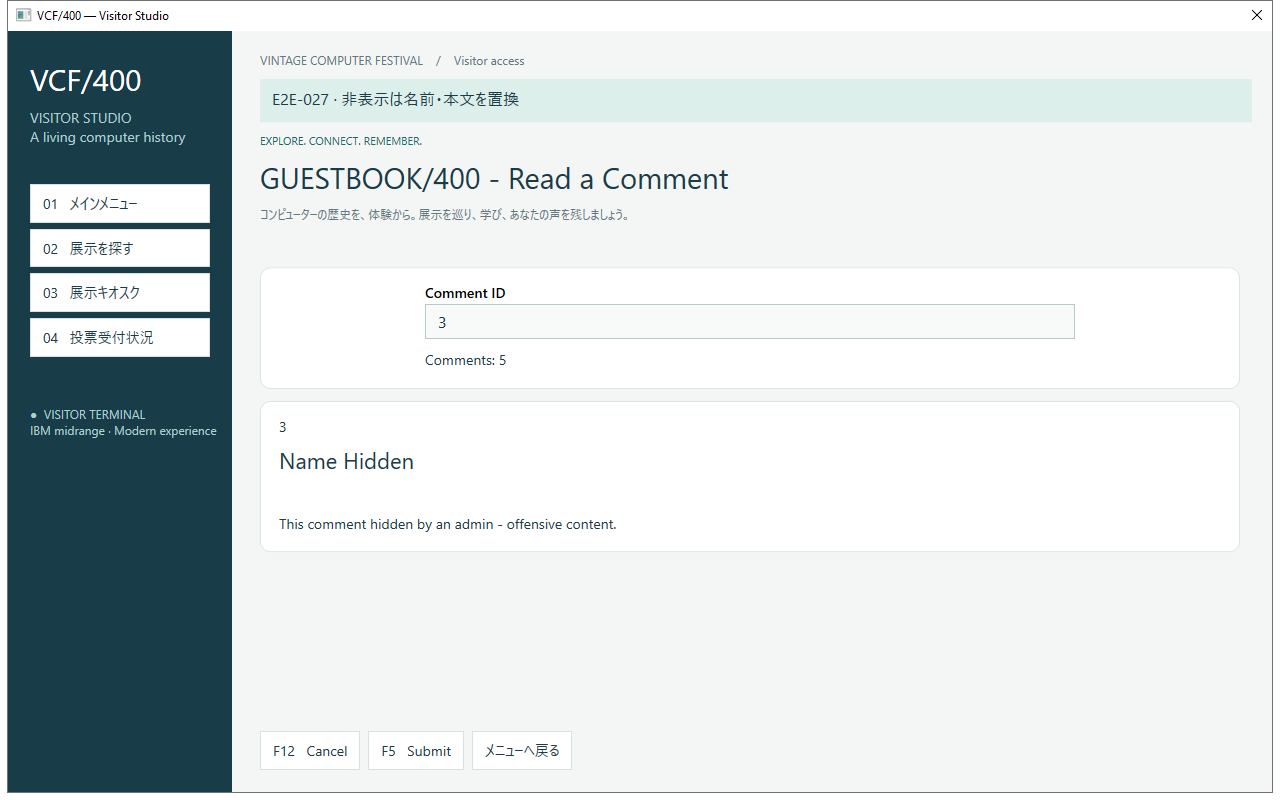 VCF/400 — Visitor Studio
VCF/400
VISITOR STUDIO
A living computer history
01 メインメニュー
02 展示を探す
03 展示キオスク
04 投票受付状況
● VISITOR TERMINAL
IBM midrange · Modern experience
VINTAGE COMPUTER FESTIVAL / Visitor access
E2E-027 · 非表示は名前・本文を置換
EXPLORE. CONNECT. REMEMBER.
GUESTBOOK/400 - Read a Comment
コンピューターの歴史を、体験から。展示を巡り、学び、あなたの声を残しましょう。
Comment ID
3
Comments: 5
3
Name Hidden
This comment hidden by an admin - offensive content.
F12 Cancel
F5 Submit
メニューへ戻る